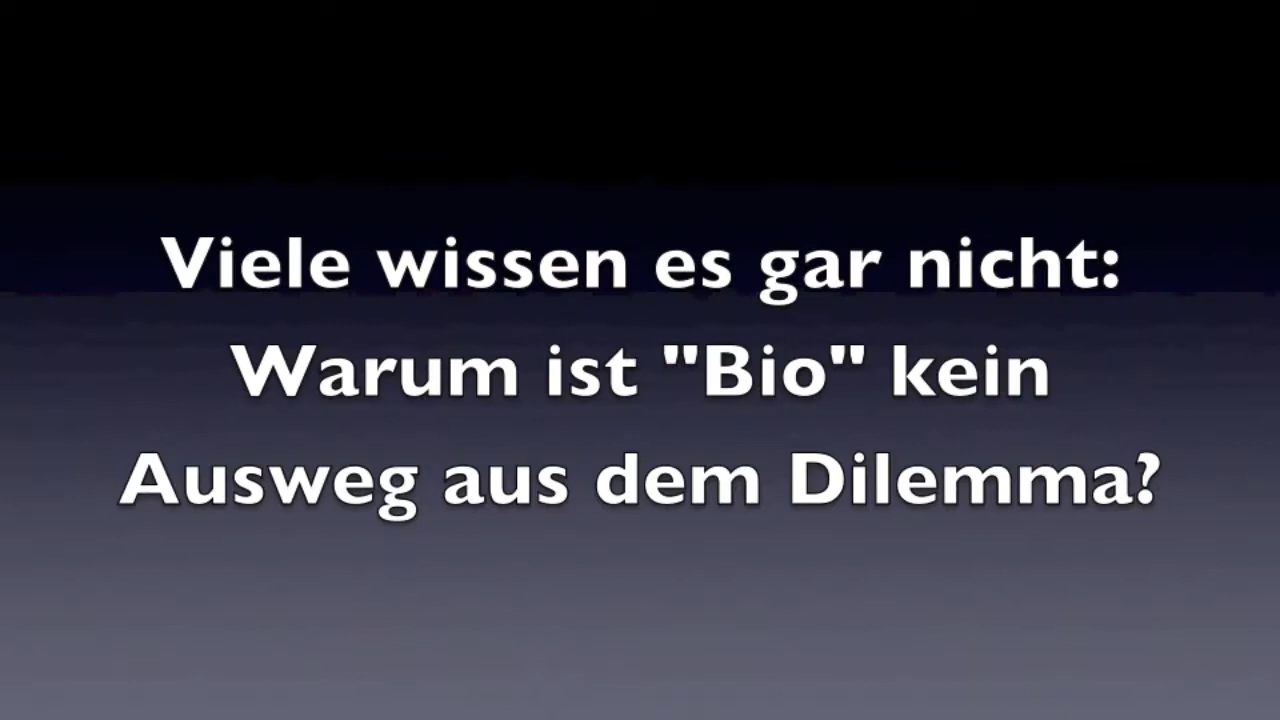 Viele wissen es gar nicht:
Warum ist "Bio" kein
Ausweg aus dem Dilemma?